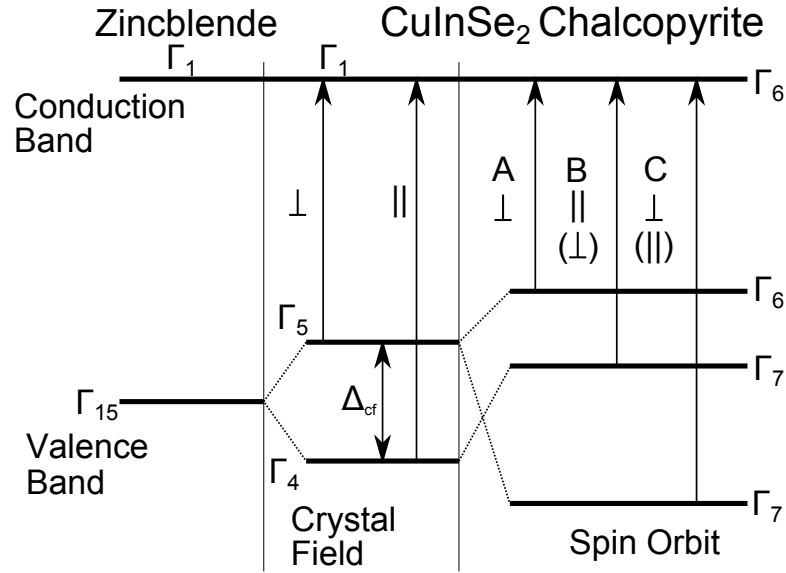 Zincblende
CuInSe₂ Chalcopyrite
Γ₁
Γ₁
Γ₆
Conduction
Band
⊥
||
A
⊥
B
||
(⊥)
C
⊥
(||)
Γ₆
Γ₅
Γ₇
Δcf
Γ₁₅
Valence
Band
Γ₄
Γ₇
Crystal
Field
Spin Orbit